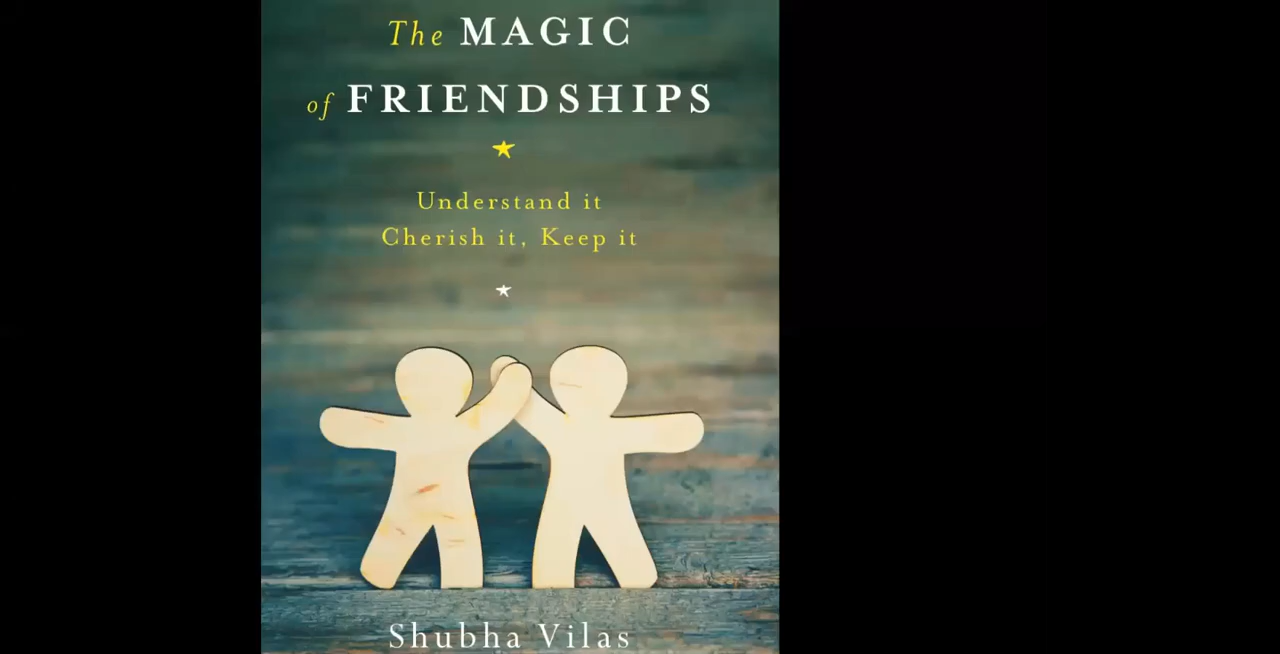 The MAGIC
of FRIENDSHIPS
Understand it
Cherish it, Keep it
Shubha Vilas